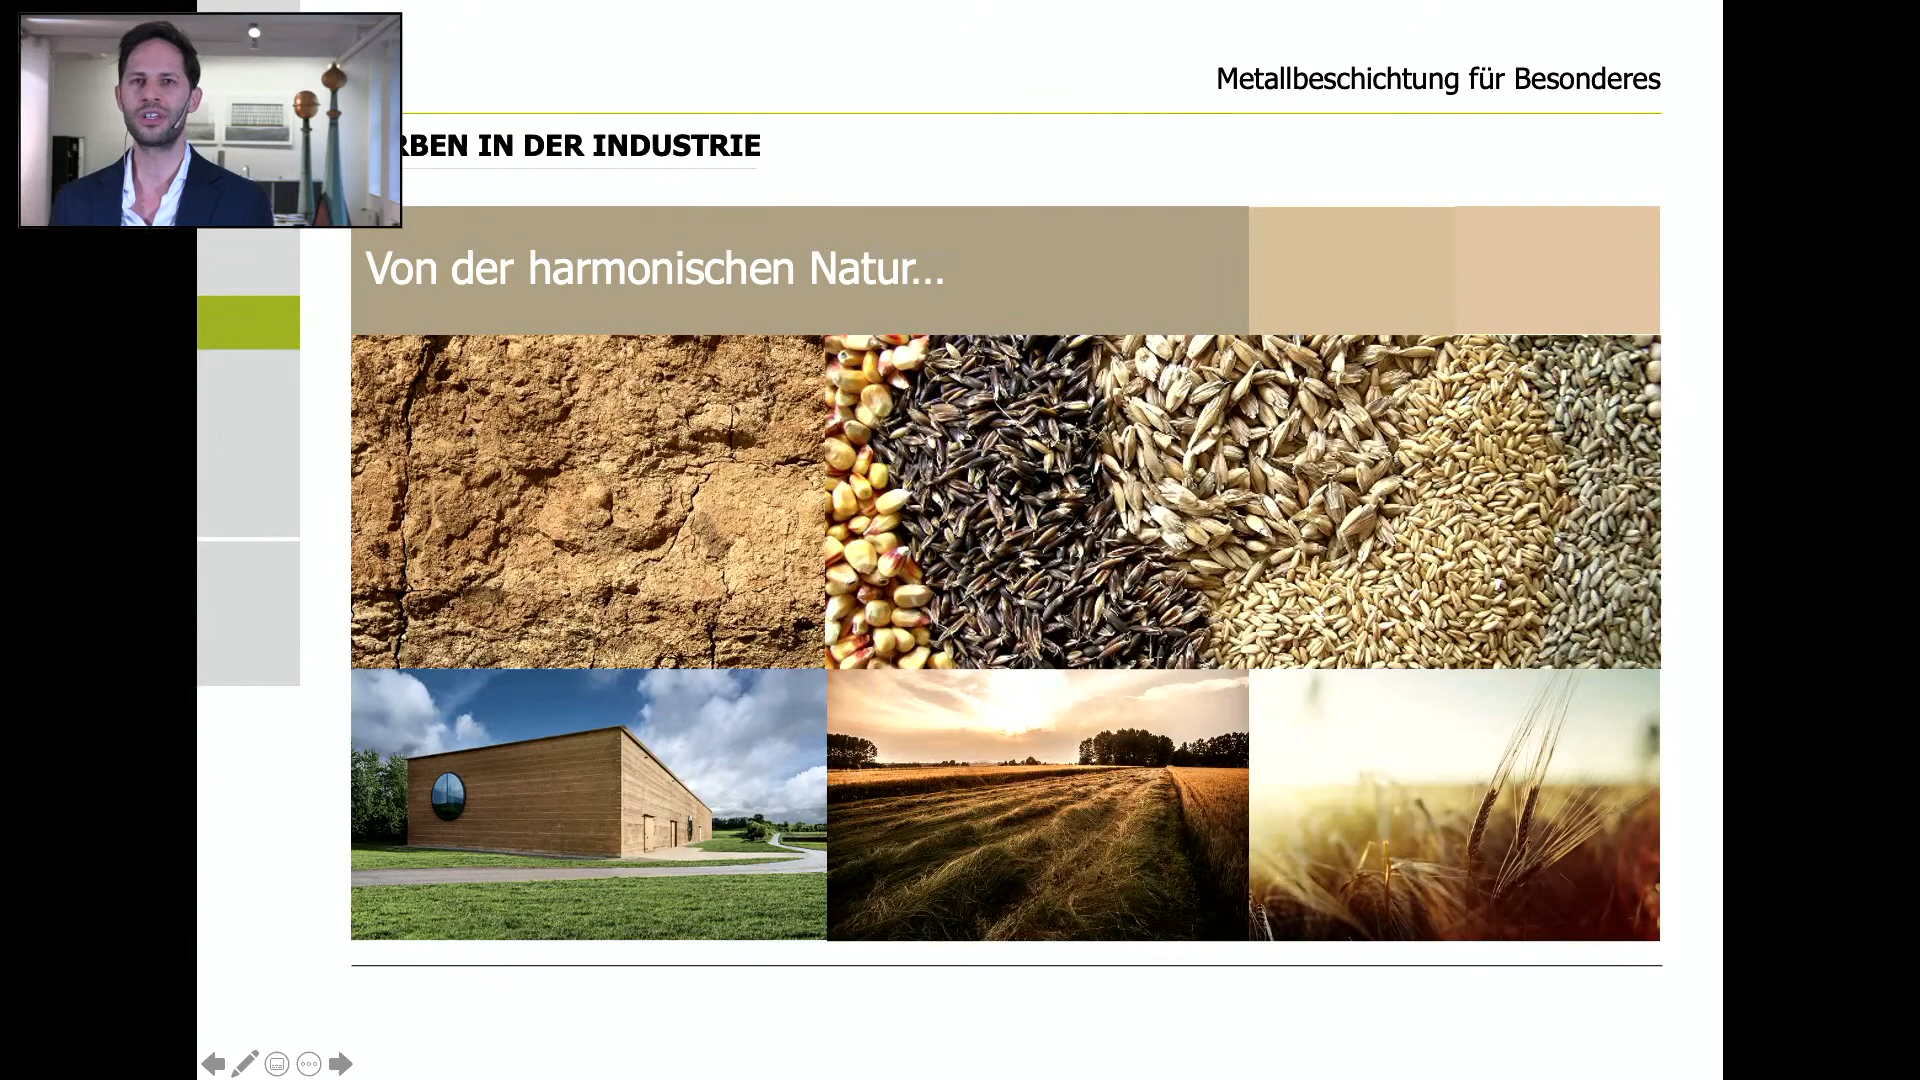 Metallbeschichtung für Besonderes
RBEN IN DER INDUSTRIE
Von der harmonischen Natur...